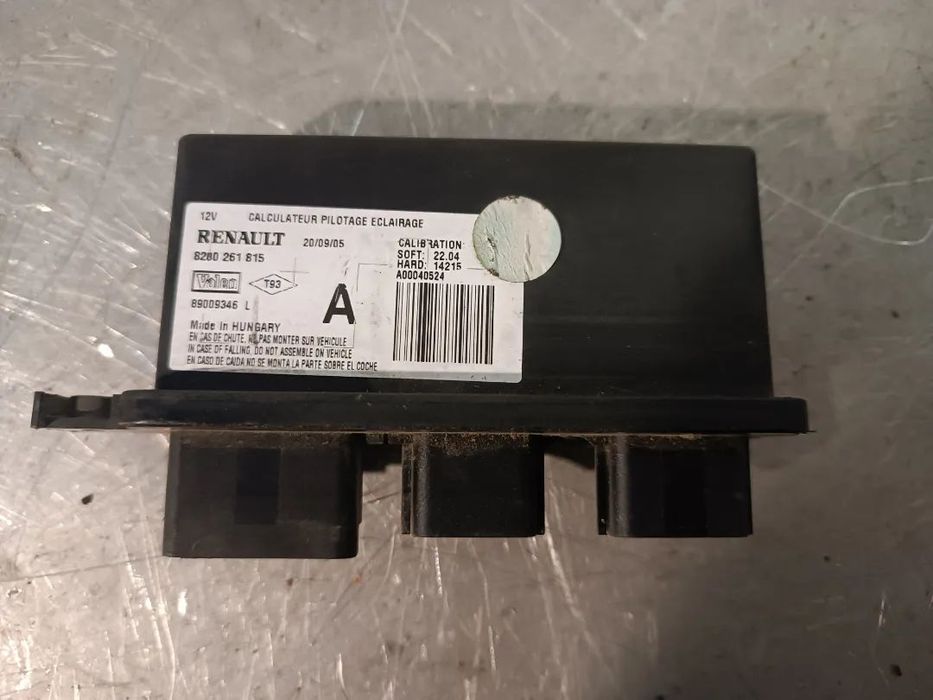 12V CALCULATEUR PILOTAGE ECLAIRAGE
RENAULT 20/09/05
8280 261 815
Valeo T93
89009346 L
A
CALIBRATION:
SOFT: 22.04
HARD: 14215
A00040524
Made in HUNGARY
EN CAS DE CHUTE, NE PAS MONTER SUR VEHICULE
IN CASE OF FALLING, DO NOT ASSEMBLE ON VEHICLE
EN CASO DE CAIDA NO SE MONTA LA PARTE SOBRE EL COCHE